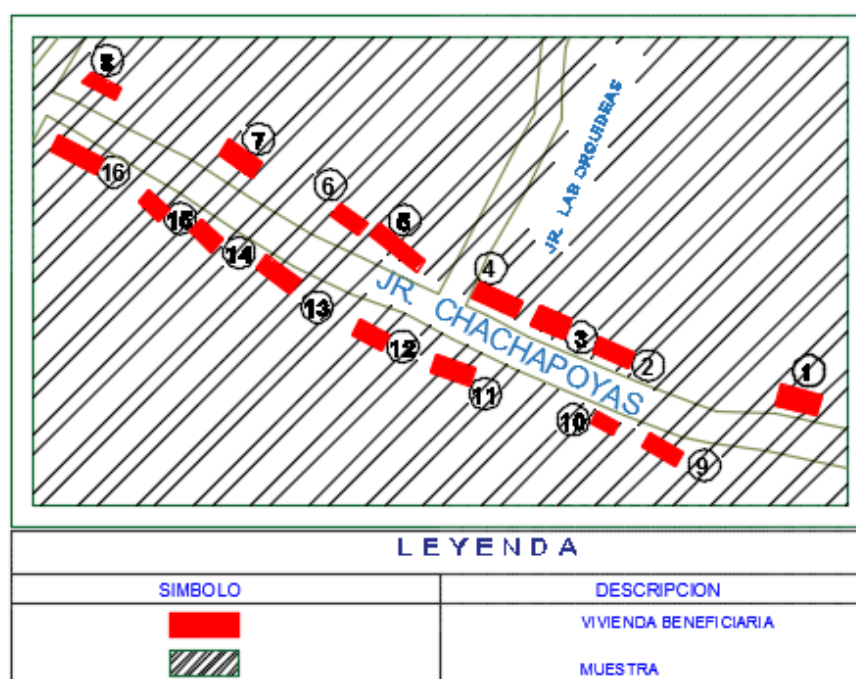 8
7
16
6
5
15
14
4
13
3
12
2
11
1
10
9
JR. LAS ORQUIDEAS
JR. CHACHAPOYAS
LEYENDA
SIMBOLO
DESCRIPCION
VIVIENDA BENEFICIARIA
MUESTRA